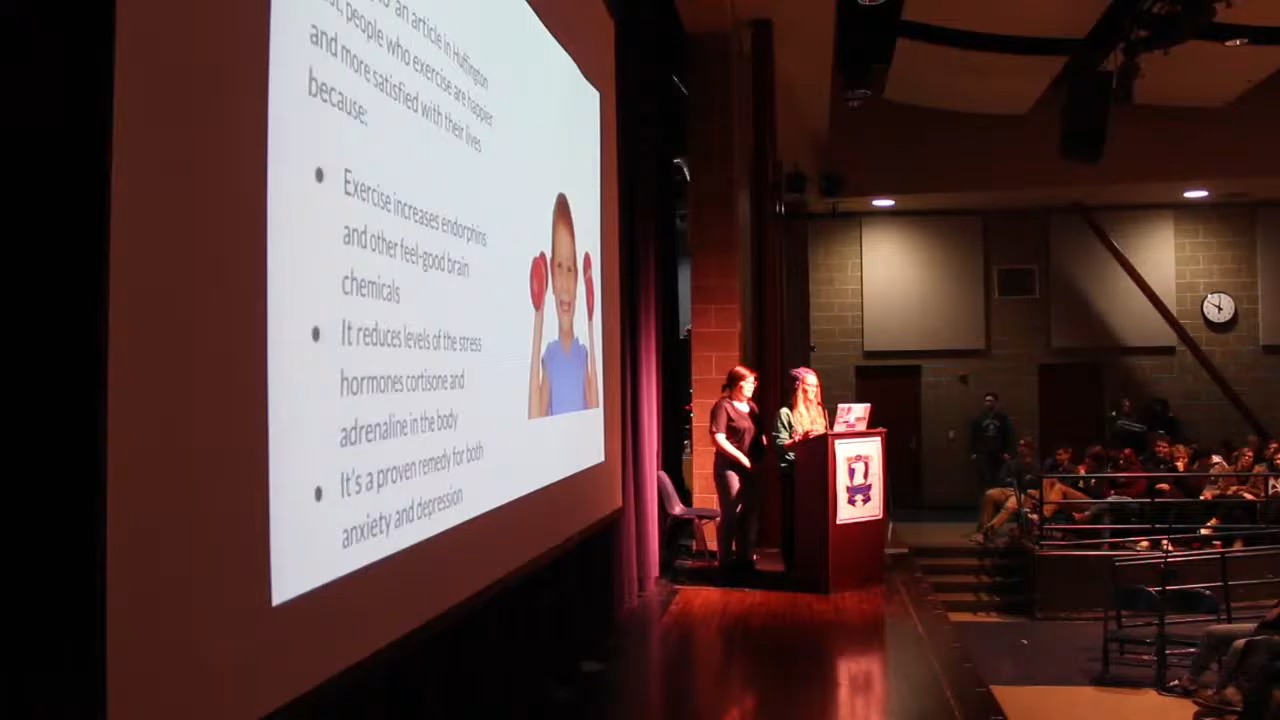 an article in Huffington
people who exercise are happier
and more satisfied with their lives
because:
Exercise increases endorphins
and other feel-good brain
chemicals
It reduces levels of the stress
hormones cortisone and
adrenaline in the body
It's a proven remedy for both
anxiety and depression